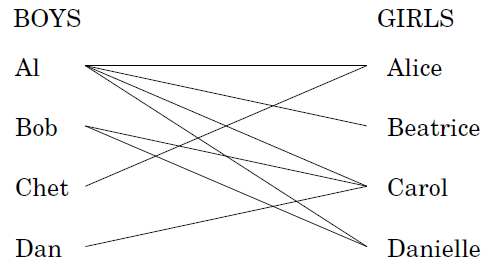 BOYS GIRLS
Al Alice
Bob Beatrice
Chet Carol
Dan Danielle